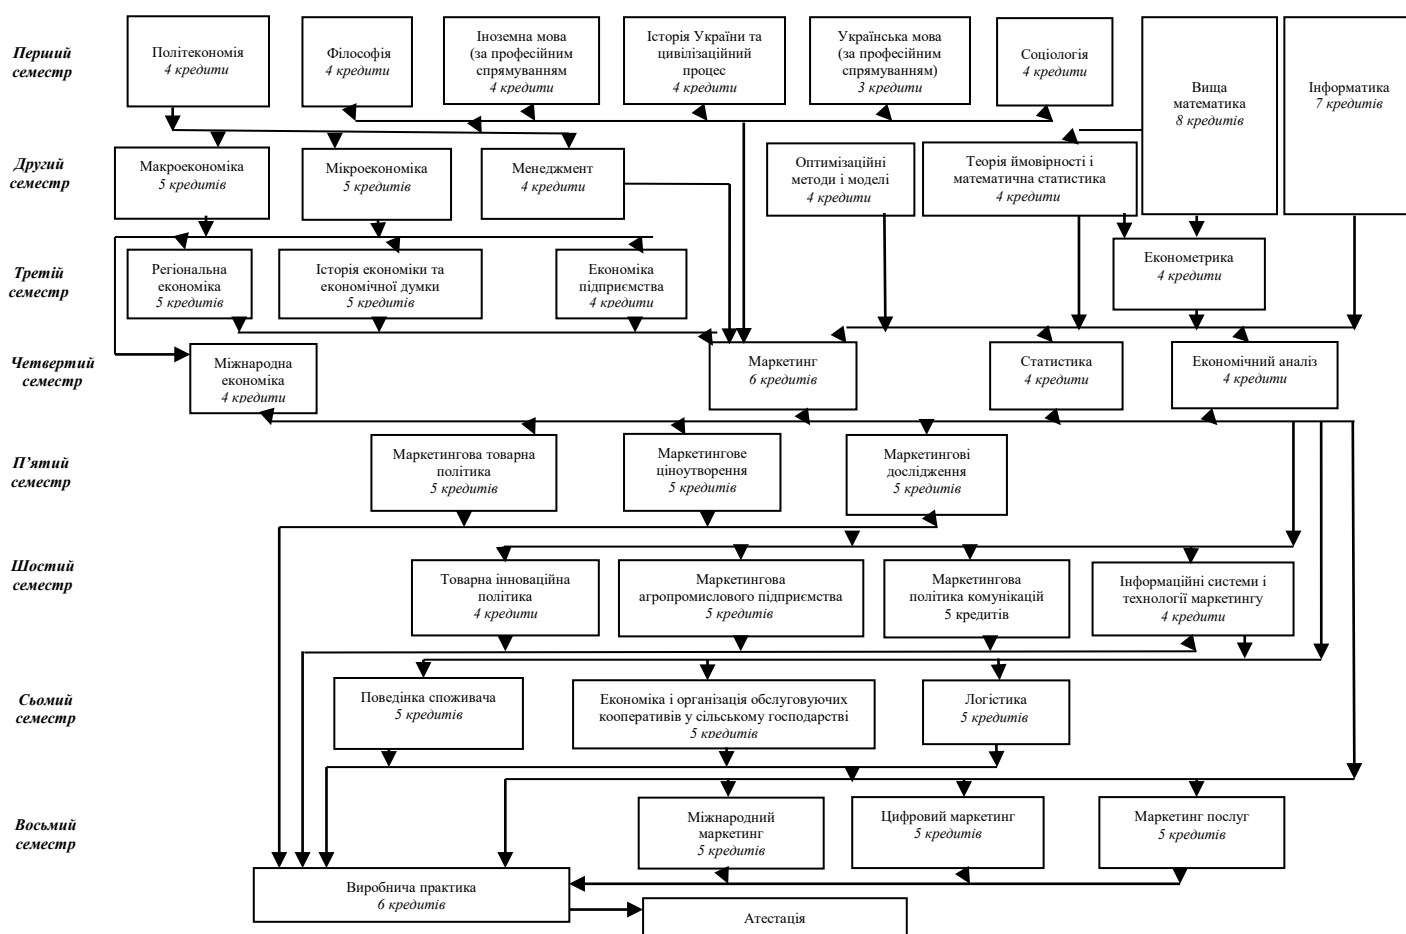 Перший
семестр
Політекономія
4 кредити
Філософія
4 кредити
Іноземна мова
(за професійним
спрямуванням
4 кредити
Історія України та
цивілізаційний
процес
4 кредити
Українська мова
(за професійним
спрямуванням)
3 кредити
Соціологія
4 кредити
Вища
математика
8 кредитів
Інформатика
7 кредитів
Другий
семестр
Макроекономіка
5 кредитів
Мікроекономіка
5 кредитів
Менеджмент
4 кредити
Оптимізаційні
методи і моделі
4 кредити
Теорія ймовірності і
математична статистика
4 кредити
Третій
семестр
Регіональна
економіка
5 кредитів
Історія економіки та
економічної думки
5 кредитів
Економіка
підприємства
4 кредити
Економетрика
4 кредити
Четвертий
семестр
Міжнародна
економіка
4 кредити
Маркетинг
6 кредитів
Статистика
4 кредити
Економічний аналіз
4 кредити
П’ятий
семестр
Маркетингова товарна
політика
5 кредитів
Маркетингове
ціноутворення
5 кредитів
Маркетингові
дослідження
5 кредитів
Шостий
семестр
Товарна інноваційна
політика
4 кредити
Маркетингова
агропромислового підприємства
5 кредитів
Маркетингова
політика комунікацій
5 кредитів
Інформаційні системи і
технології маркетингу
4 кредити
Сьомий
семестр
Поведінка споживача
5 кредитів
Економіка і організація обслуговуючих
кооперативів у сільському господарстві
5 кредитів
Логістика
5 кредитів
Восьмий
семестр
Міжнародний
маркетинг
5 кредитів
Цифровий маркетинг
5 кредитів
Маркетинг послуг
5 кредитів
Виробнича практика
6 кредитів
Атестація